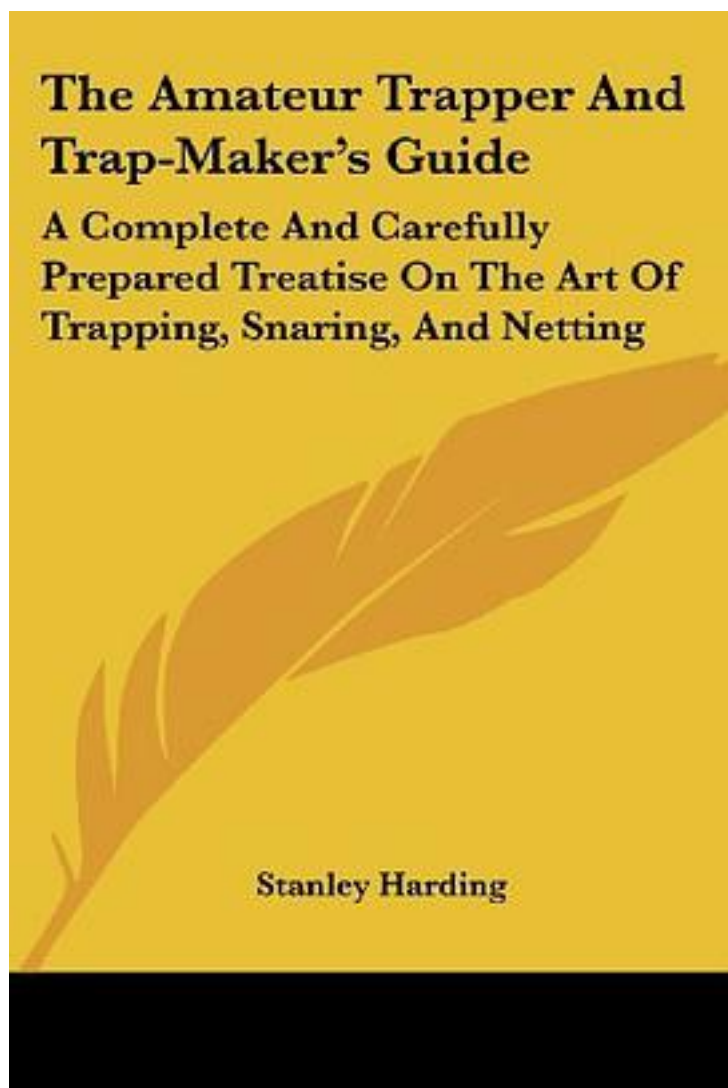 The Amateur Trapper And
Trap-Maker's Guide
A Complete And Carefully
Prepared Treatise On The Art Of
Trapping, Snaring, And Netting
Stanley Harding